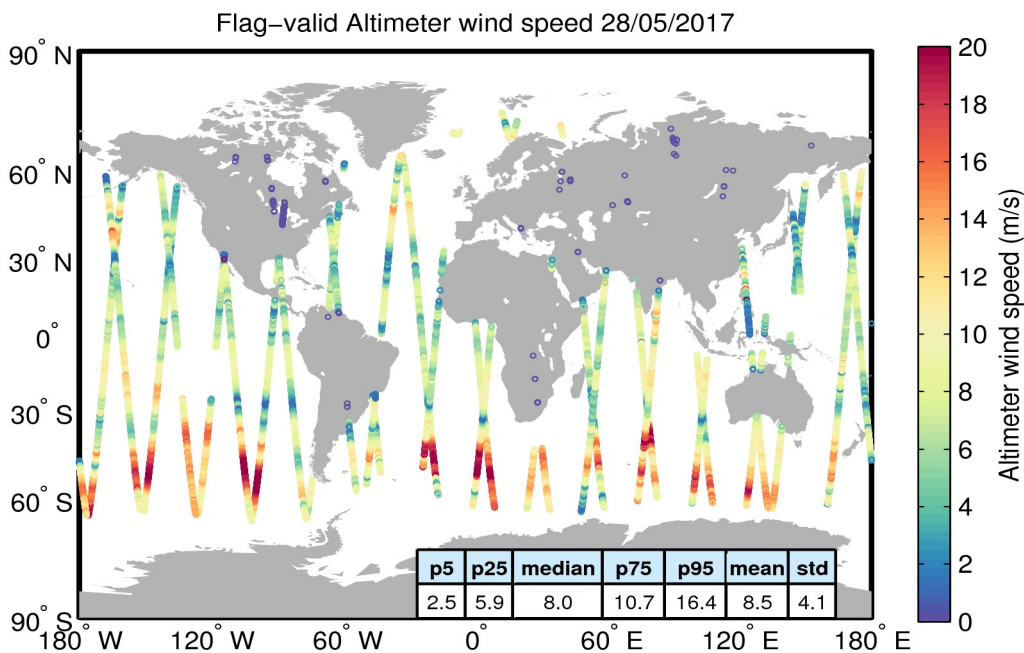 Flag−valid Altimeter wind speed 28/05/2017
90° N
60° N
30° N
0°
30° S
60° S
90° S
180° W
120° W
60° W
0°
60° E
120° E
180° E
p5 p25 median p75 p95 mean std
2.5 5.9 8.0 10.7 16.4 8.5 4.1
20
18
16
14
12
10
8
6
4
2
0
Altimeter wind speed (m/s)